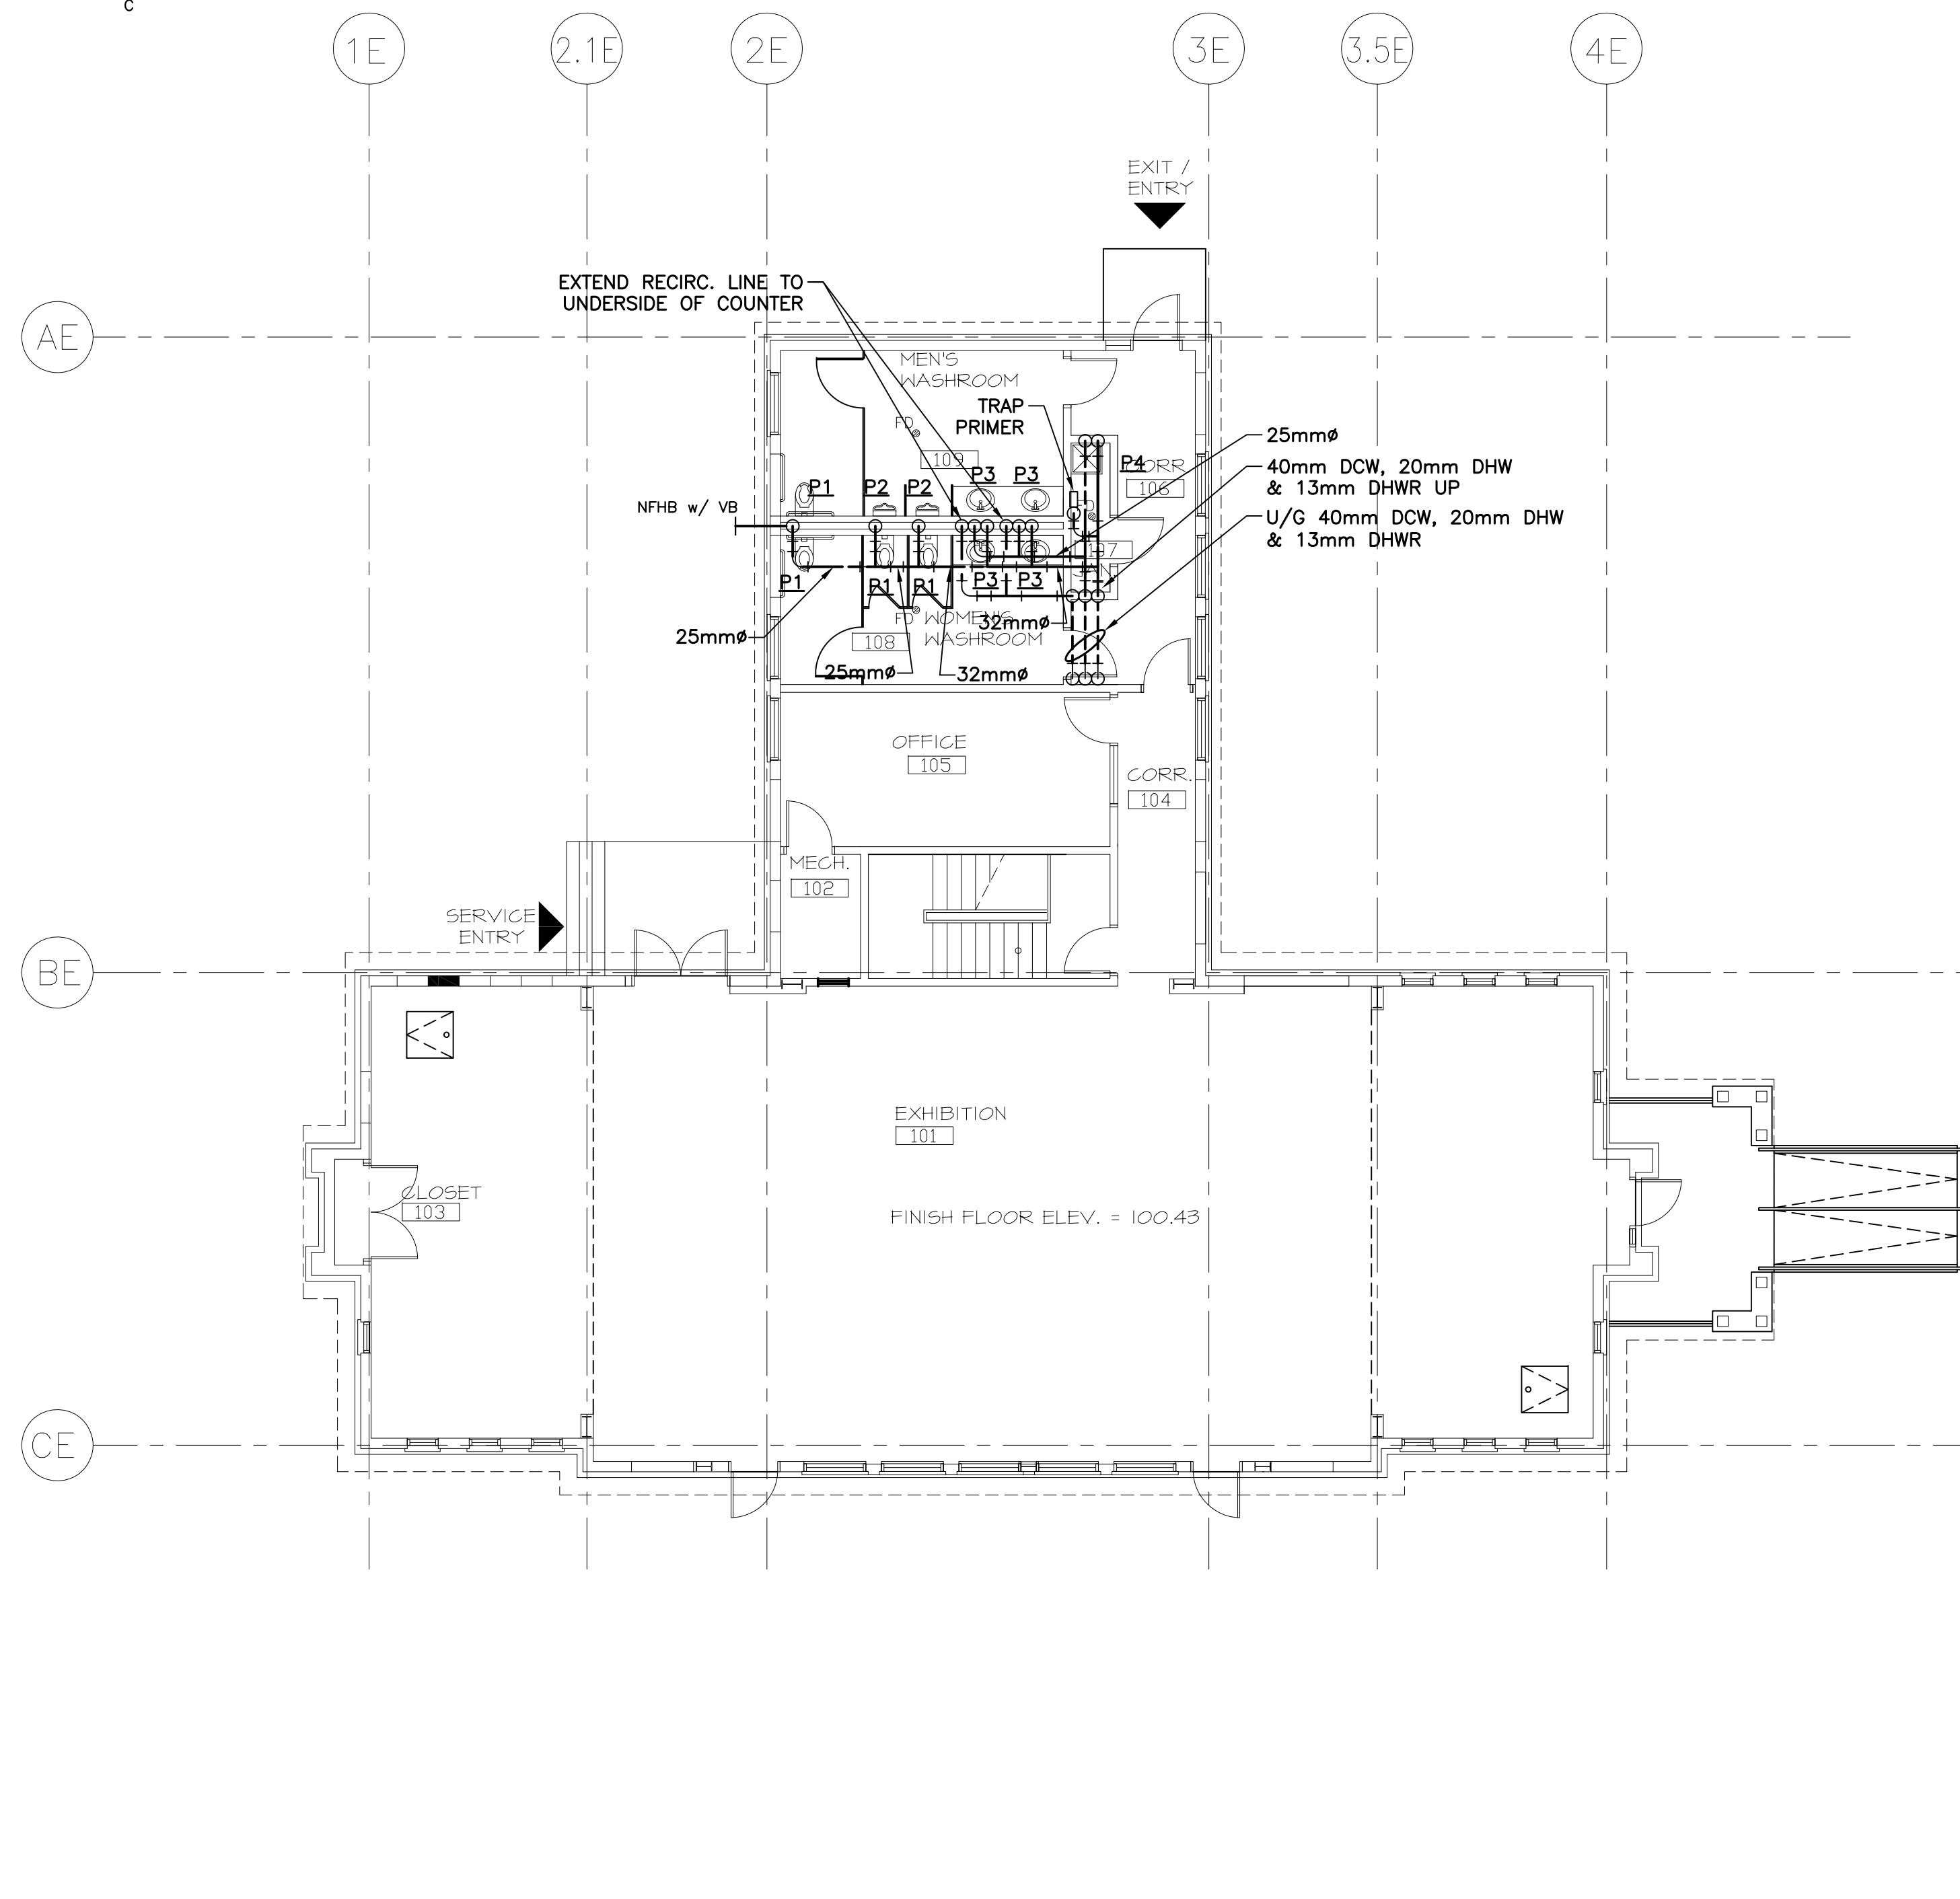 C
1E
2.1E
2E
3E
3.5E
4E
EXIT /
ENTRY
EXTEND RECIRC. LINE TO
UNDERSIDE OF COUNTER
AE
MEN'S
WASHROOM
TRAP
PRIMER
FD
109
25mmø
P4
CORR.
106
40mm DCW, 20mm DHW
& 13mm DHWR UP
P1
P2
P2
P3
P3
NFHB w/ VB
FD
U/G 40mm DCW, 20mm DHW
& 13mm DHWR
107
JAN.
P1
P1
P1
P3
P3
FD
WOMEN'S
WASHROOM
108
32mmø
25mmø
25mmø
32mmø
OFFICE
105
CORR.
104
MECH.
102
SERVICE
ENTRY
BE
EXHIBITION
101
CLOSET
103
FINISH FLOOR ELEV. = 100.43
CE